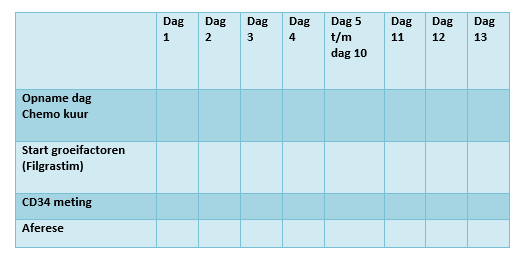 Dag 1
Dag 2
Dag 3
Dag 4
Dag 5
t/m
dag 10
Dag 11
Dag 12
Dag 13
Opname dag
Chemo kuur
Start groeifactoren
(Filgrastim)
CD34 meting
Aferese